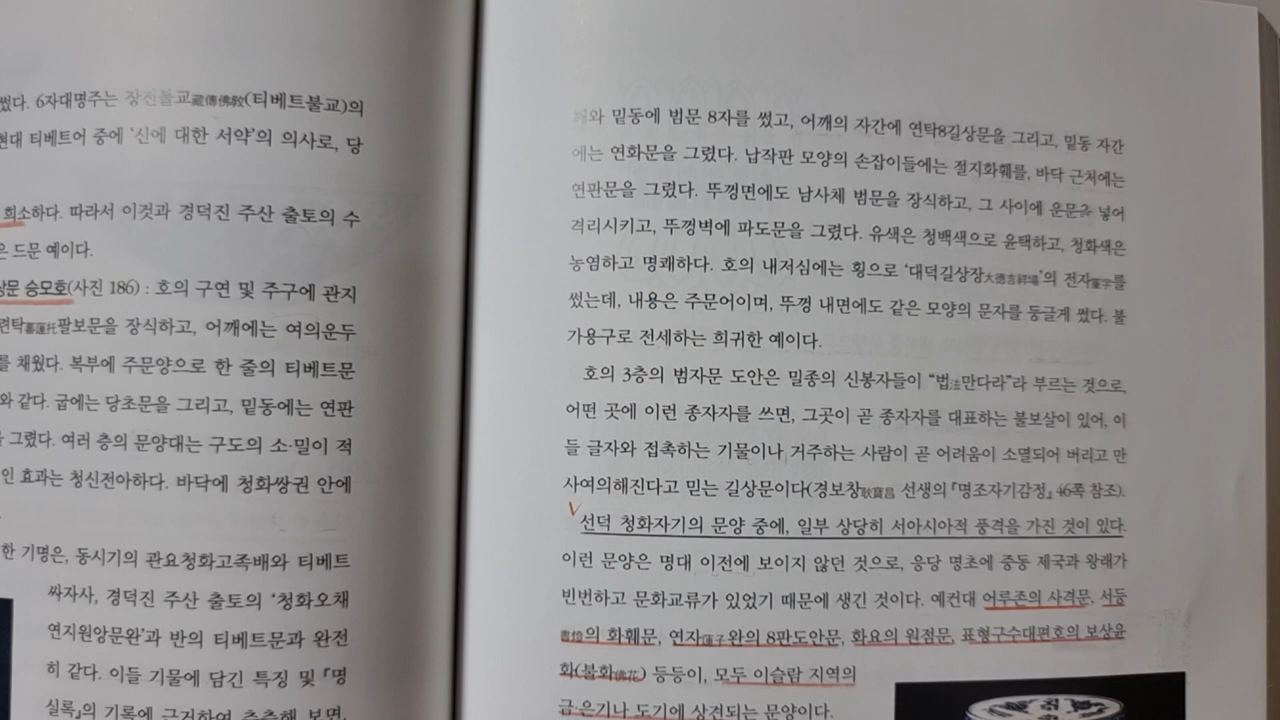 썼다. 6자대명주는 장전불교藏傳佛敎(티베트불교)의
현대 티베트어 중에 '신에 대한 서약'의 의사로, 당
희소하다. 따라서 이것과 경덕진 주산 출토의 수
은 드문 예이다.
상문 승모호(사진 186) : 호의 구연 및 주구에 관지
련탁蕃蓮托팔보문을 장식하고, 어깨에는 여의운두
를 채웠다. 복부에 주문양으로 한 줄의 티베트문
와 같다. 굽에는 당초문을 그리고, 밑동에는 연판
을 그렸다. 여러 층의 문양대는 구도의 소·밀이 적
인 효과는 청신전아하다. 바닥에 청화쌍권 안에
한 기명은, 동시기의 관요청화고족배와 티베트
싸자사, 경덕진 주산 출토의 '청화오채
연지원앙문완'과 반의 티베트문과 완전
히 같다. 이들 기물에 담긴 특징 및 『명
실록』의 기록에 근거하여 추측해 보면,
와 밑동에 범문 8자를 썼고, 어깨의 자간에 연탁8길상문을 그리고, 밑동 자간
에는 연화문을 그렸다. 납작판 모양의 손잡이들에는 절지화훼를, 바닥 근처에는
연판문을 그렸다. 뚜껑면에도 남사체 범문을 장식하고, 그 사이에 운문을 넣어
격리시키고, 뚜껑벽에 파도문을 그렸다. 유색은 청백색으로 윤택하고, 청화색은
농염하고 명쾌하다. 호의 내저심에는 횡으로 '대덕길상장大德吉祥場'의 전자篆字를
썼는데, 내용은 주문어이며, 뚜껑 내면에도 같은 모양의 문자를 둥글게 썼다. 불
가용구로 전세하는 희귀한 예이다.
호의 3층의 범자문 도안은 밀종의 신봉자들이 “법法만다라”라 부르는 것으로,
어떤 곳에 이런 종자자를 쓰면, 그곳이 곧 종자자를 대표하는 불보살이 있어, 이
들 글자와 접촉하는 기물이나 거주하는 사람이 곧 어려움이 소멸되어 버리고 만
사여의해진다고 믿는 길상문이다(경보창耿寶昌 선생의 『명조자기감정』 46쪽 참조).
선덕 청화자기의 문양 중에, 일부 상당히 서아시아적 풍격을 가진 것이 있다.
이런 문양은 명대 이전에 보이지 않던 것으로, 응당 명초에 중동 제국과 왕래가
빈번하고 문화교류가 있었기 때문에 생긴 것이다. 예컨대 어루존의 사격문, 서등
書燈의 화훼문, 연자蓮子완의 8판도안문, 화요의 원점문, 표형구수대편호의 보상윤
화(불화佛花) 등등이, 모두 이슬람 지역의
금·은기나 도기에 상견되는 문양이다.